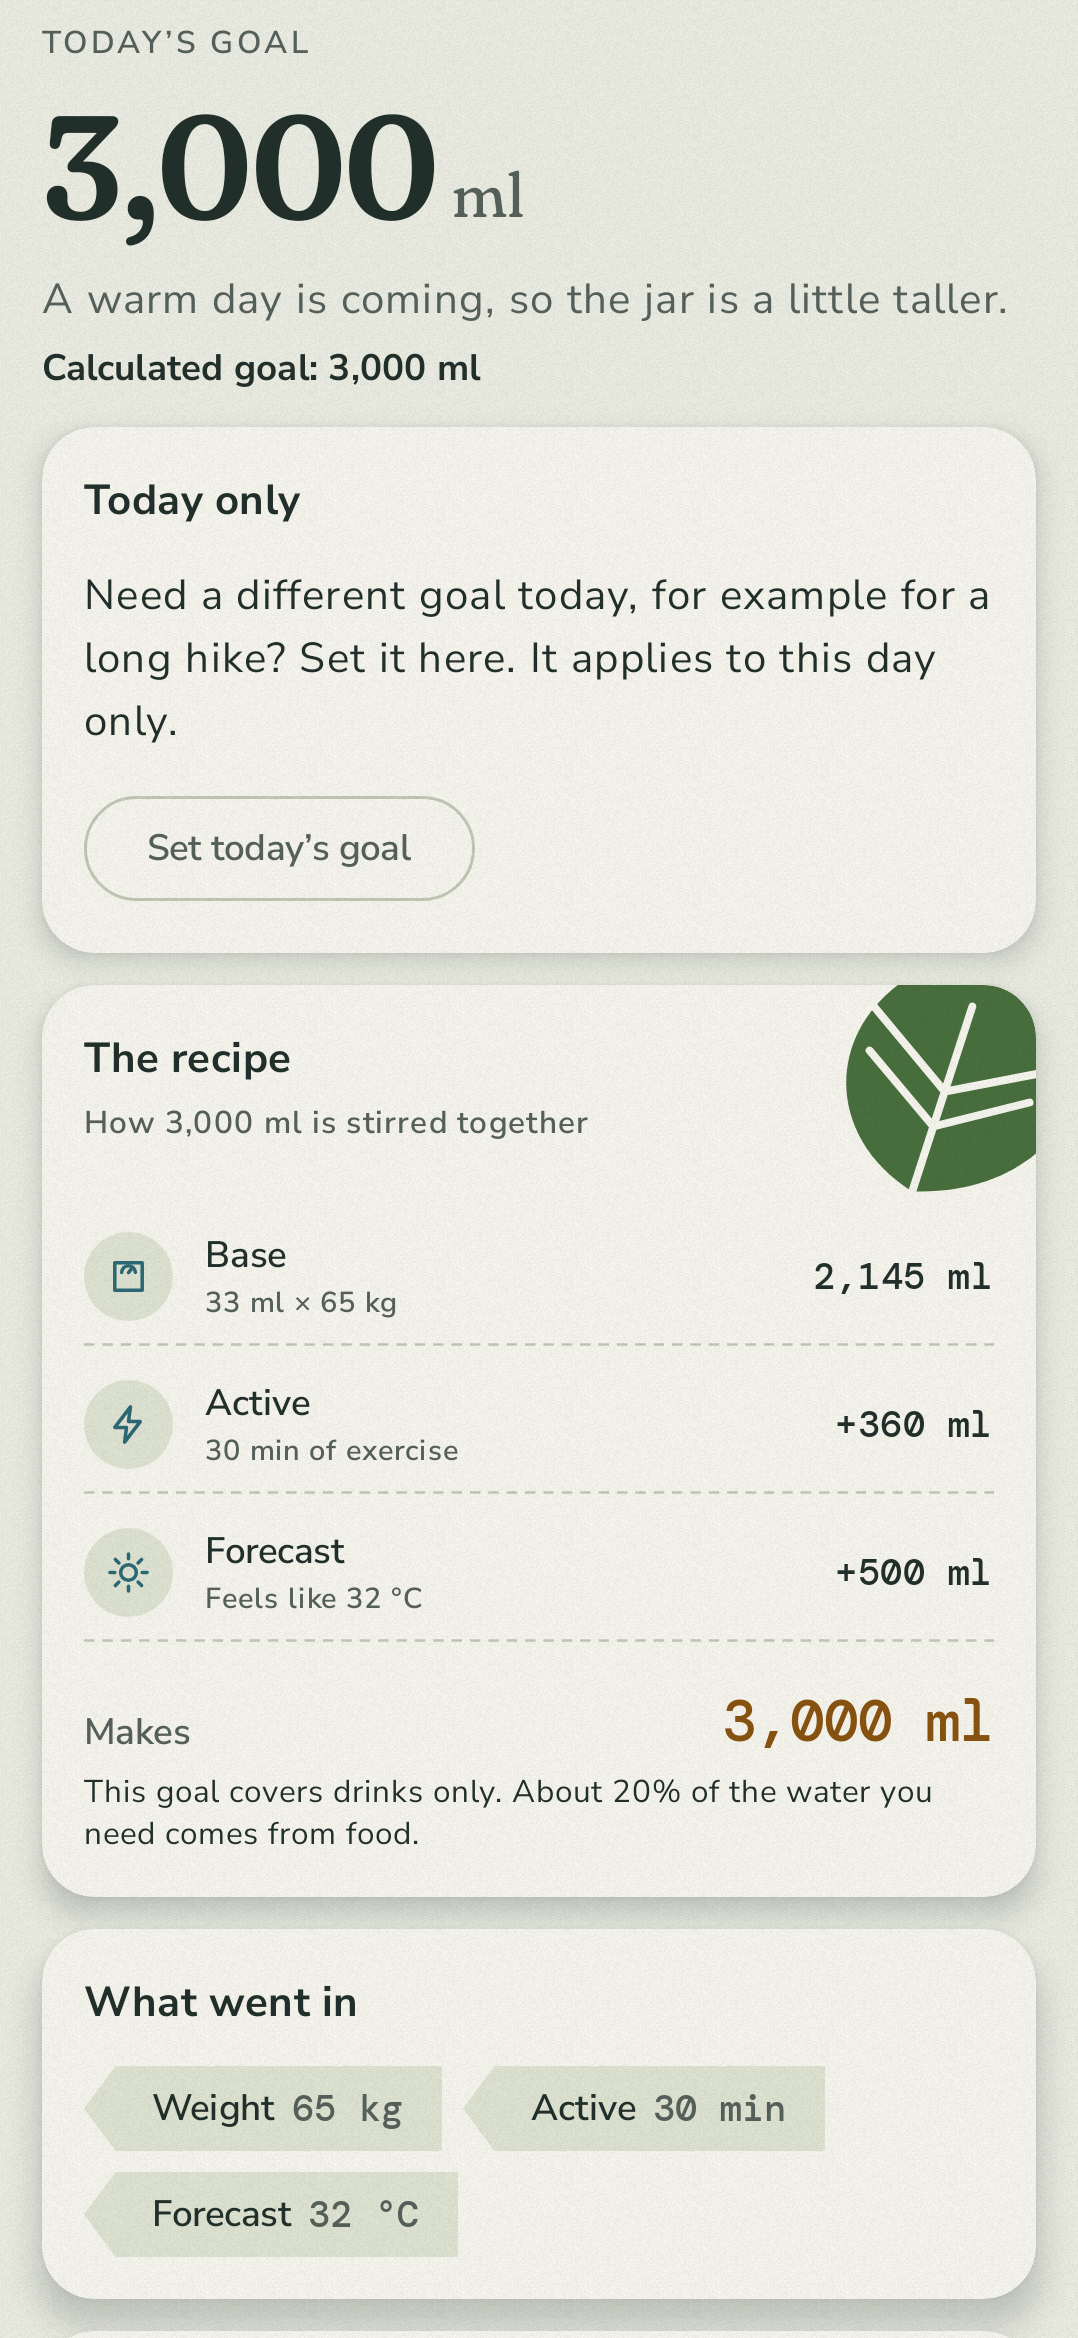 TODAY’S GOAL
3,000 ml
A warm day is coming, so the jar is a little taller.
Calculated goal: 3,000 ml
Today only
Need a different goal today, for example for a
long hike? Set it here. It applies to this day
only.
Set today’s goal
The recipe
How 3,000 ml is stirred together
Base
33 ml × 65 kg
2,145 ml
Active
30 min of exercise
+360 ml
Forecast
Feels like 32 °C
+500 ml
Makes
3,000 ml
This goal covers drinks only. About 20% of the water you
need comes from food.
What went in
Weight 65 kg
Active 30 min
Forecast 32 °C